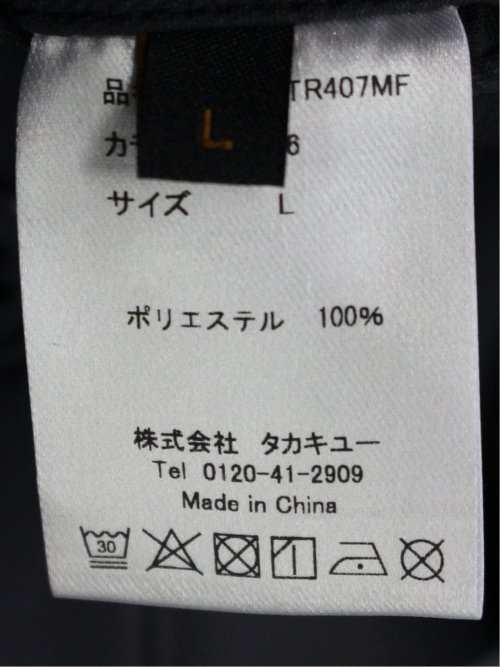 品 TR407MF
L
カ 6
サイズ L
ポリエステル 100%
株式会社 タカキュー
Tel 0120-41-2909
Made in China
30